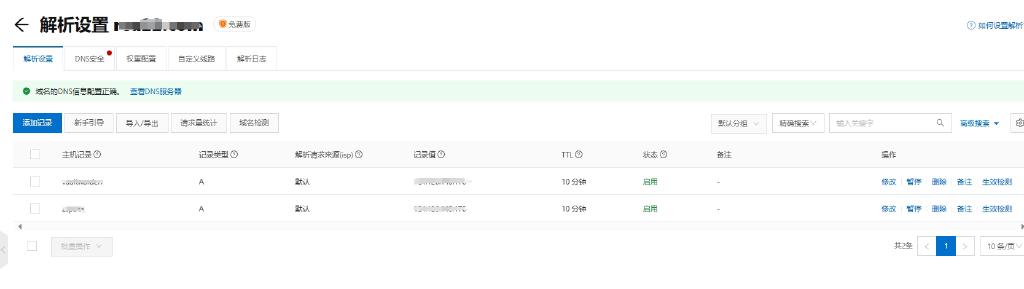 解析设置 免费版 如何设置解析
解析设置 DNS安全 权重配置 自定义线路 解析日志
域名的DNS信息配置正确。 查看DNS服务器
添加记录 新手引导 导入/导出 请求量统计 域名检测 默认分组 精确搜索 输入关键字 高级搜索
主机记录 记录类型 解析请求来源(isp) 记录值 TTL 状态 备注 操作
A 默认 10 分钟 启用 - 修改 暂停 删除 备注 生效检测
A 默认 10 分钟 启用 - 修改 暂停 删除 备注 生效检测
批量操作 共2条 < 1 > 10 条/页